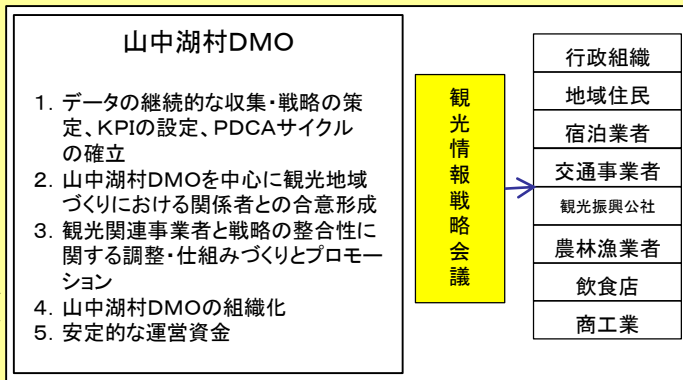 山中湖村DMO
1. データの継続的な収集・戦略の策
定、KPIの設定、PDCAサイクル
の確立
2. 山中湖村DMOを中心に観光地域
づくりにおける関係者との合意形成
3. 観光関連事業者と戦略の整合性に
関する調整・仕組みづくりとプロモー
ション
4. 山中湖村DMOの組織化
5. 安定的な運営資金
観光情報戦略会議
行政組織
地域住民
宿泊業者
交通事業者
観光振興公社
農林漁業者
飲食店
商工業